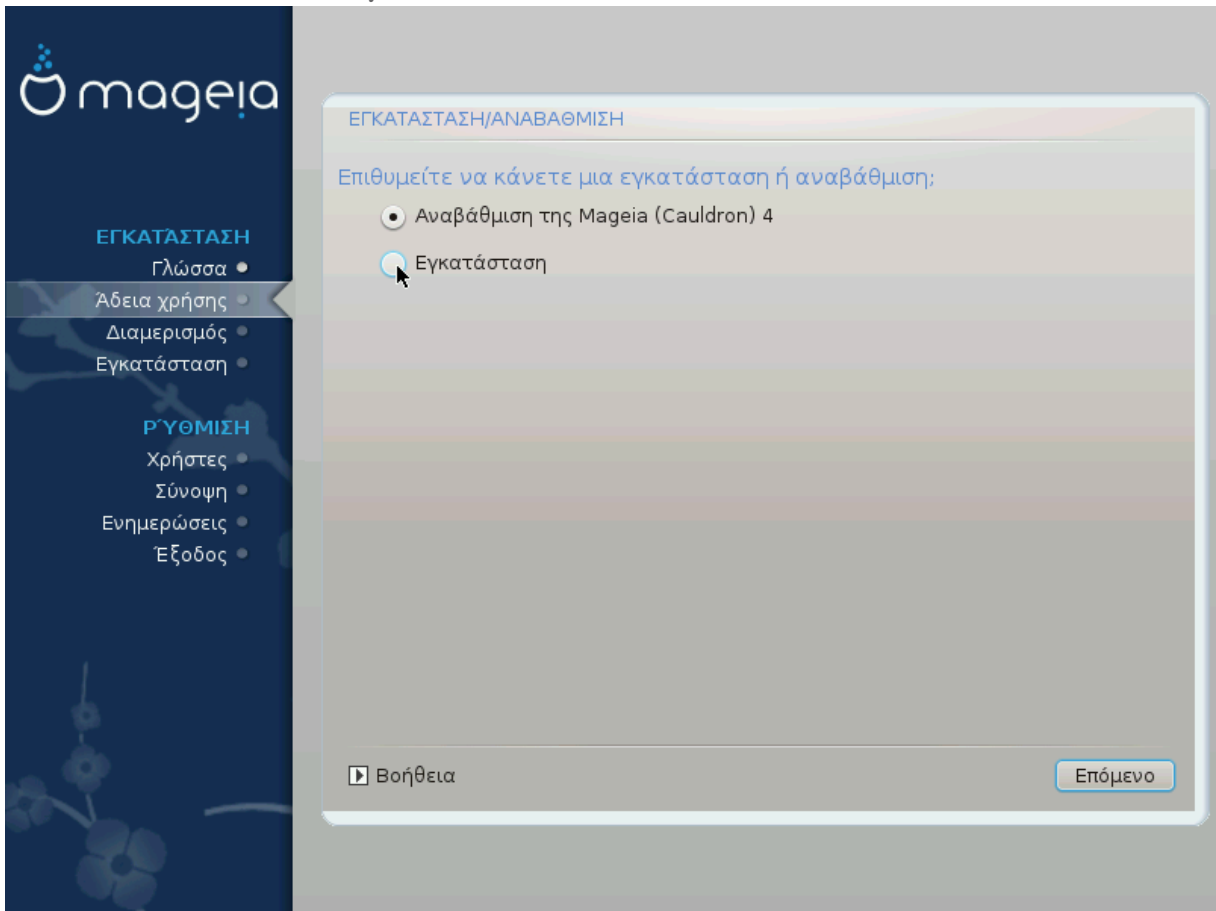 mageia
ΕΓΚΑΤΆΣΤΑΣΗ
Γλώσσα
Άδεια χρήσης
Διαμερισμός
Εγκατάσταση
ΡΎΘΜΙΣΗ
Χρήστες
Σύνοψη
Ενημερώσεις
Έξοδος
ΕΓΚΑΤΑΣΤΑΣΗ/ΑΝΑΒΑΘΜΙΣΗ
Επιθυμείτε να κάνετε μια εγκατάσταση ή αναβάθμιση;
Αναβάθμιση της Mageia (Cauldron) 4
Εγκατάσταση
Βοήθεια
Επόμενο